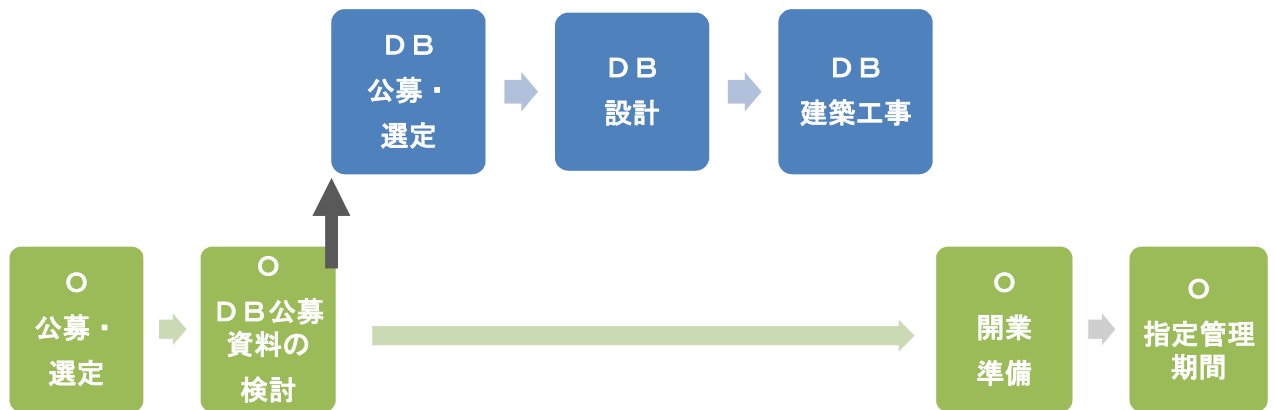 ＤＢ
公募・
選定
ＤＢ
設計
ＤＢ
建築工事
Ｏ
公募・
選定
Ｏ
ＤＢ公募
資料の
検討
Ｏ
開業
準備
Ｏ
指定管理
期間